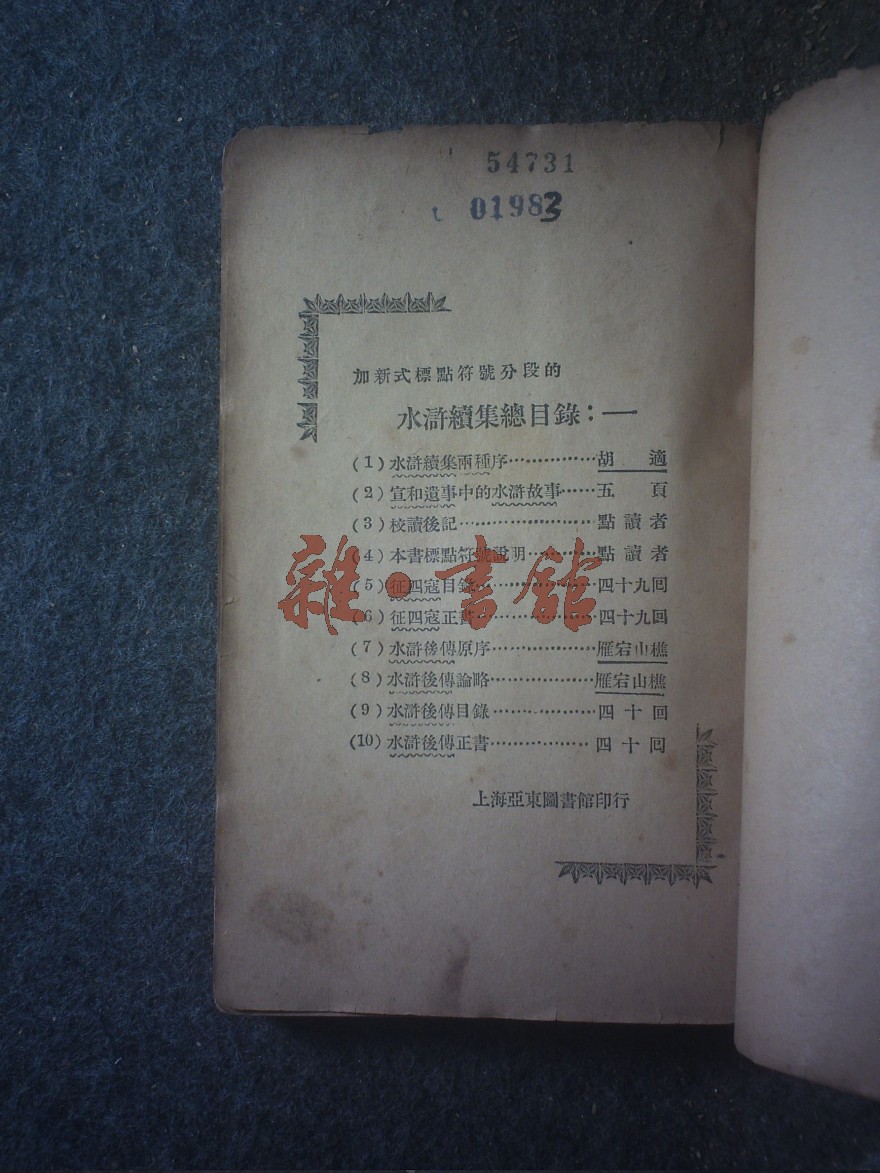 54731
01983
加新式標點符號分段的
水滸續集總目錄：—
(1)水滸續集兩種序……………胡適
(2)宣和遺事中的水滸故事……五頁
(3)校讀後記……………………點讀者
(4)本書標點符號說明…………點讀者
(5)征四寇目錄…………………四十九回
(6)征四寇正書…………………四十九回
(7)水滸後傳原序………………雁宕山樵
(8)水滸後傳論略………………雁宕山樵
(9)水滸後傳目錄………………四十回
(10)水滸後傳正書……………四十回
上海亞東圖書館印行
雜·書館